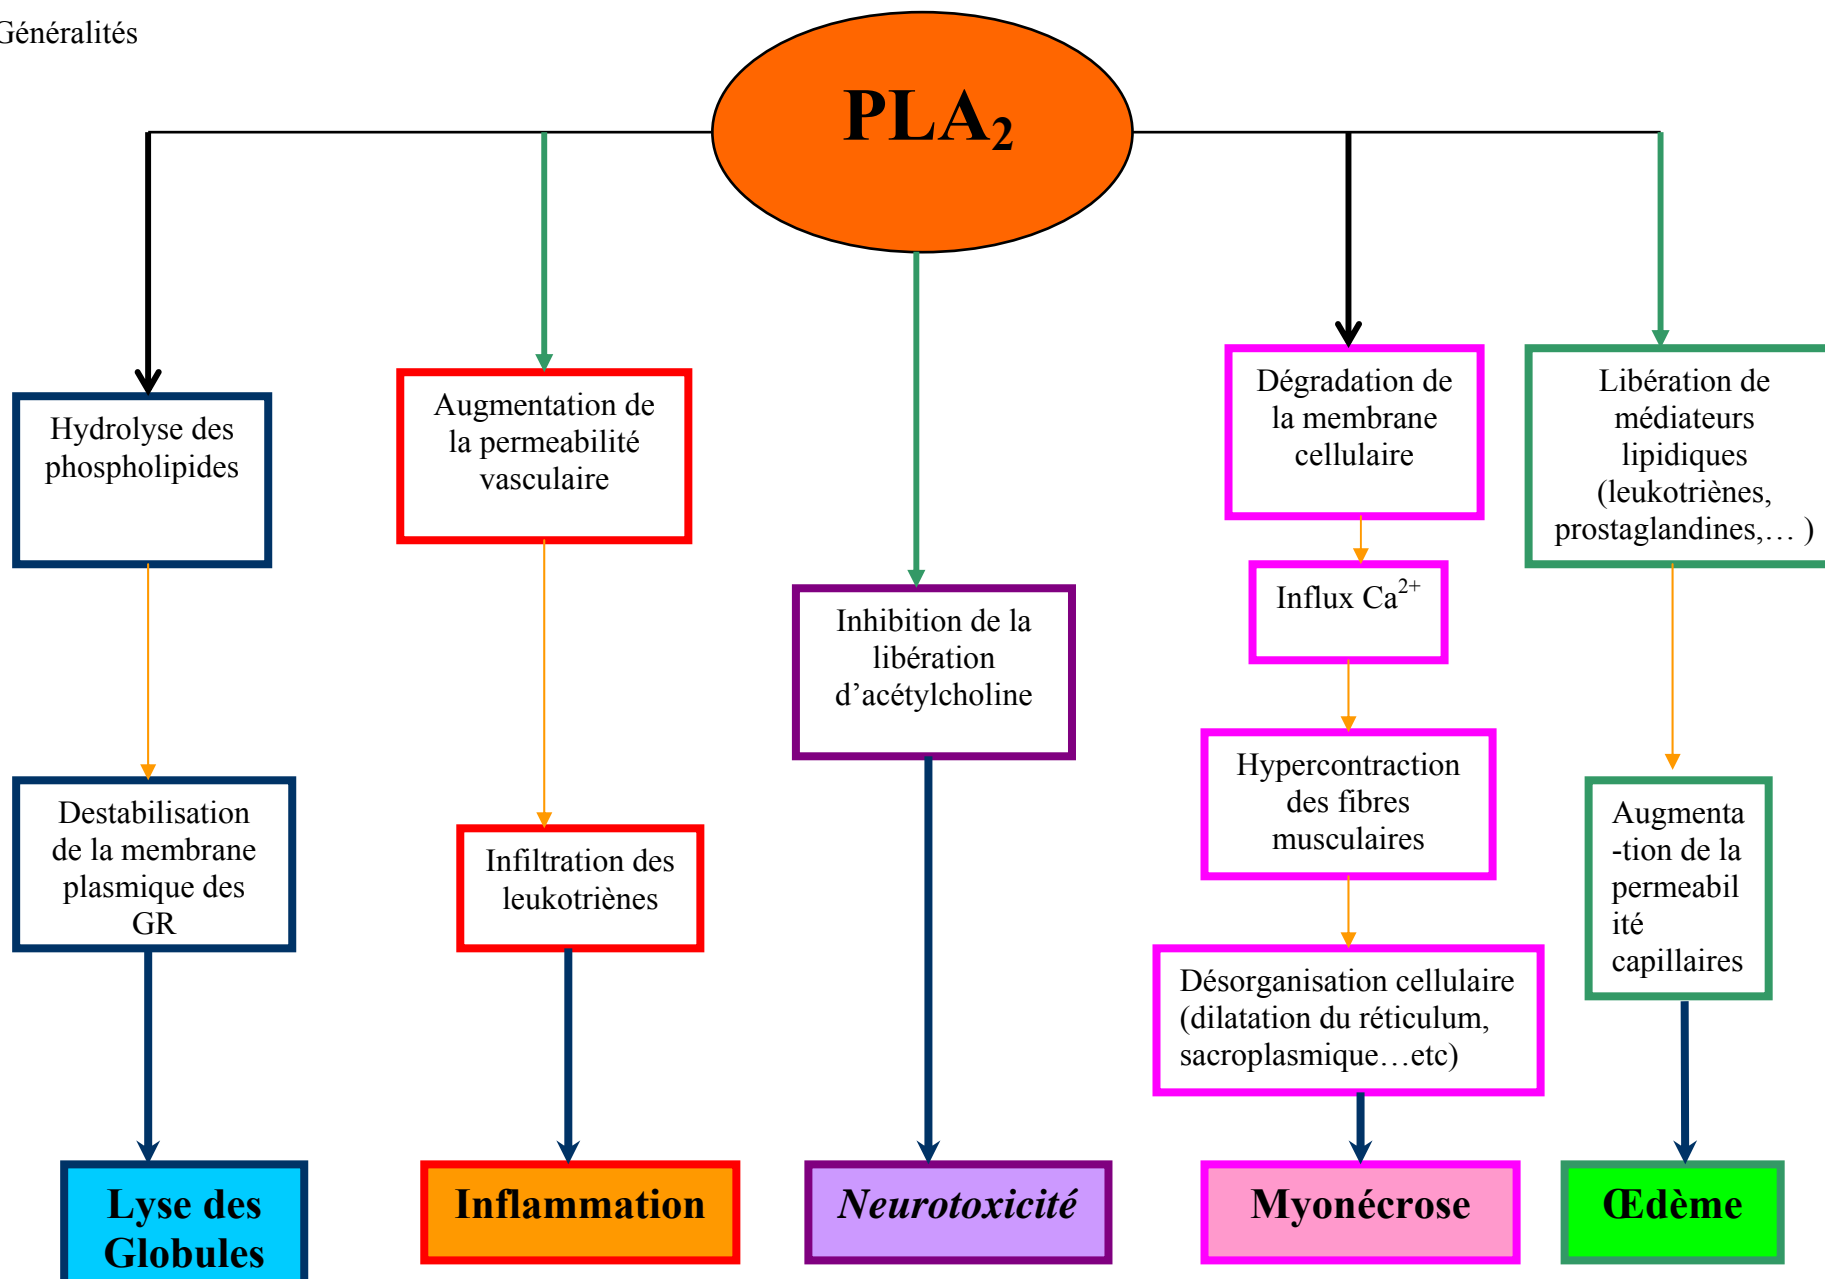 Généralités
PLA₂
Hydrolyse des
phospholipides
Destabilisation
de la membrane
plasmique des
GR
Lyse des
Globules
Augmentation de
la permeabilité
vasculaire
Infiltration des
leukotriènes
Inflammation
Inhibition de la
libération
d’acétylcholine
Neurotoxicité
Dégradation de
la membrane
cellulaire
Influx Ca²⁺
Hypercontraction
des fibres
musculaires
Désorganisation cellulaire
(dilatation du réticulum,
sacroplasmique…etc)
Myonécrose
Libération de
médiateurs
lipidiques
(leukotriènes,
prostaglandines,… )
Augmenta
-tion de la
permeabil
ité
capillaires
Œdème